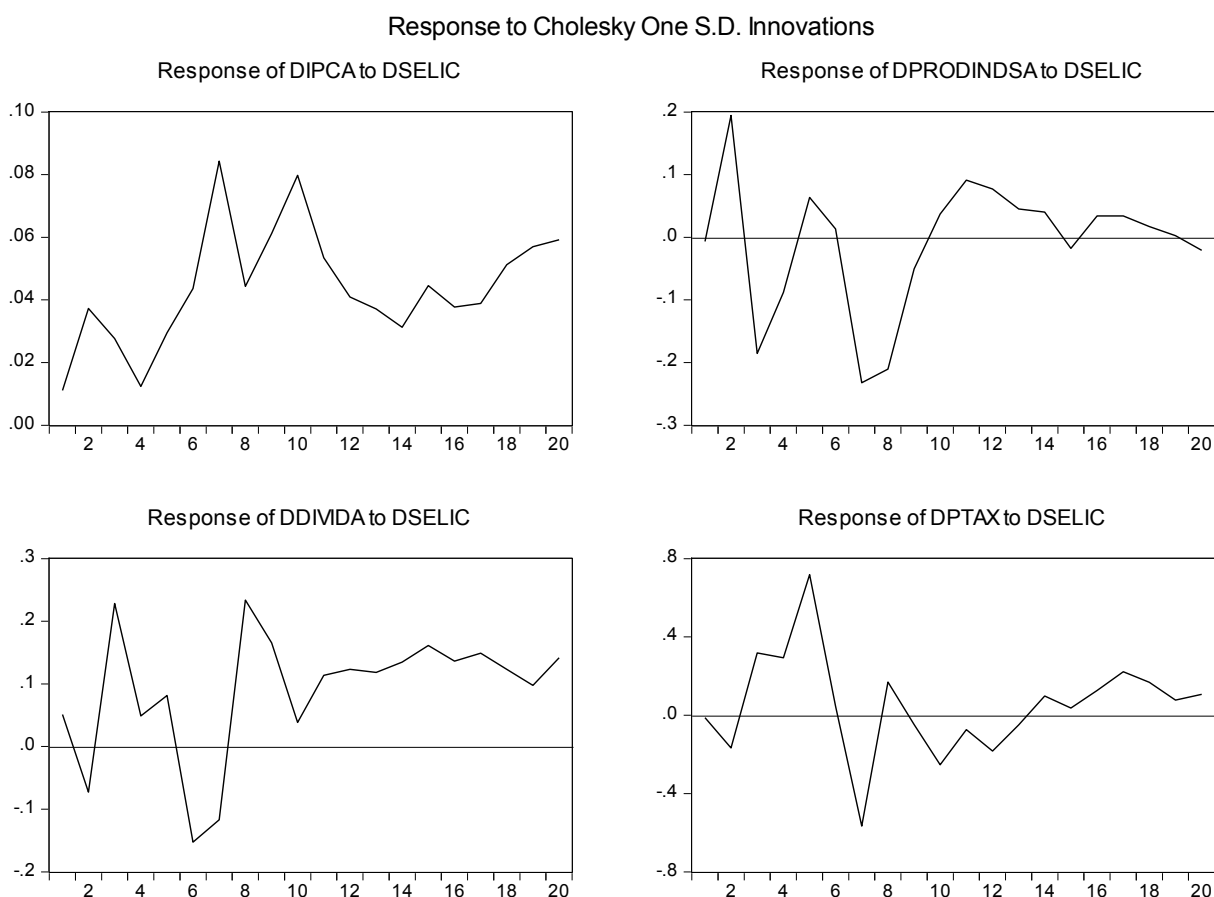 Response to Cholesky One S.D. Innovations
Response of DIPCA to DSELIC
.10
.08
.06
.04
.02
.00
2 4 6 8 10 12 14 16 18 20
Response of DPRODINDSA to DSELIC
.2
.1
.0
-.1
-.2
-.3
2 4 6 8 10 12 14 16 18 20
Response of DDIVIDA to DSELIC
.3
.2
.1
.0
-.1
-.2
2 4 6 8 10 12 14 16 18 20
Response of DPTAX to DSELIC
.8
.4
.0
-.4
-.8
2 4 6 8 10 12 14 16 18 20